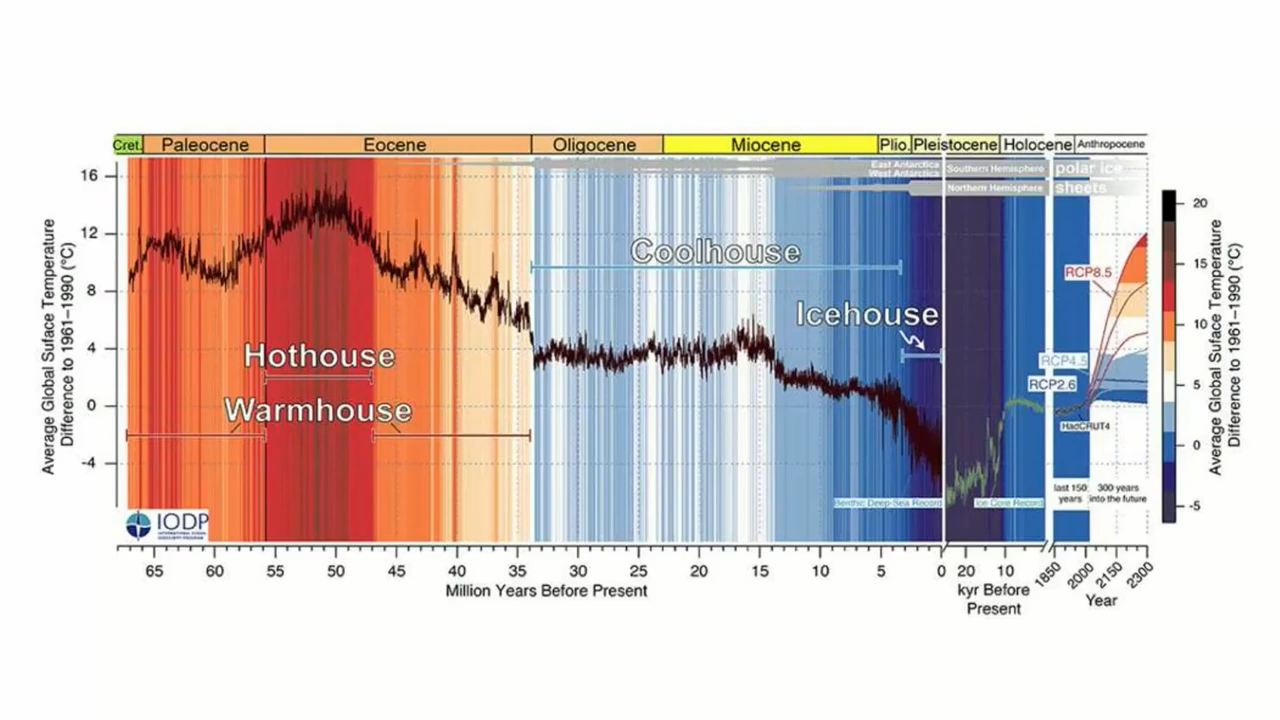 Cret. Paleocene Eocene Oligocene Miocene Plio. Pleistocene Holocene Anthropocene
East Antarctica
West Antarctica
Southern Hemisphere
Northern Hemisphere
polar ice
sheets
Average Global Suface Temperature
Difference to 1961–1990 (°C)
16
12
8
4
0
-4
Coolhouse
Icehouse
Hothouse
Warmhouse
RCP8.5
RCP4.5
RCP2.6
HadCRUT4
last 150
years
300 years
into the future
Benthic Deep-Sea Record
Ice Core Record
IODP
INTERNATIONAL OCEAN
DISCOVERY PROGRAM
65 60 55 50 45 40 35 30 25 20 15 10 5 0
Million Years Before Present
20 10
kyr Before
Present
1850 2000 2150 2300
Year
20
15
10
5
0
-5
Average Global Suface Temperature
Difference to 1961–1990 (°C)